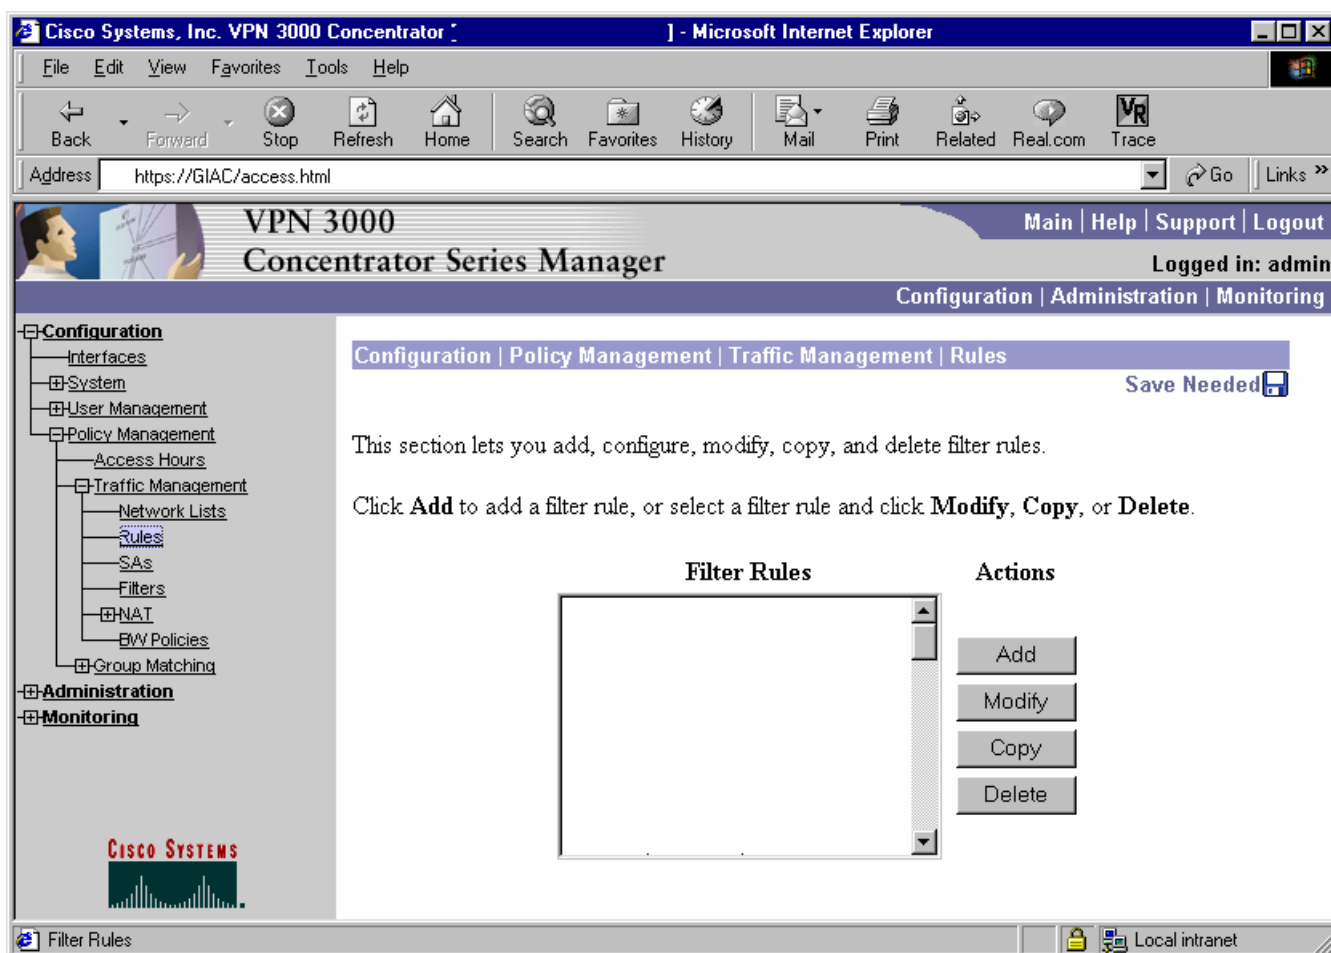 Cisco Systems, Inc. VPN 3000 Concentrator [ ] - Microsoft Internet Explorer
File Edit View Favorites Tools Help
Back Forward Stop Refresh Home Search Favorites History Mail Print Related Real.com Trace
Address https://GIAC/access.html Go Links »
VPN 3000
Concentrator Series Manager
Main | Help | Support | Logout
Logged in: admin
Configuration | Administration | Monitoring
Configuration
Interfaces
System
User Management
Policy Management
Access Hours
Traffic Management
Network Lists
Rules
SAs
Filters
NAT
BW Policies
Group Matching
Administration
Monitoring
CISCO SYSTEMS
Configuration | Policy Management | Traffic Management | Rules
Save Needed
This section lets you add, configure, modify, copy, and delete filter rules.
Click Add to add a filter rule, or select a filter rule and click Modify, Copy, or Delete.
Filter Rules
Actions
Add
Modify
Copy
Delete
Filter Rules
Local intranet